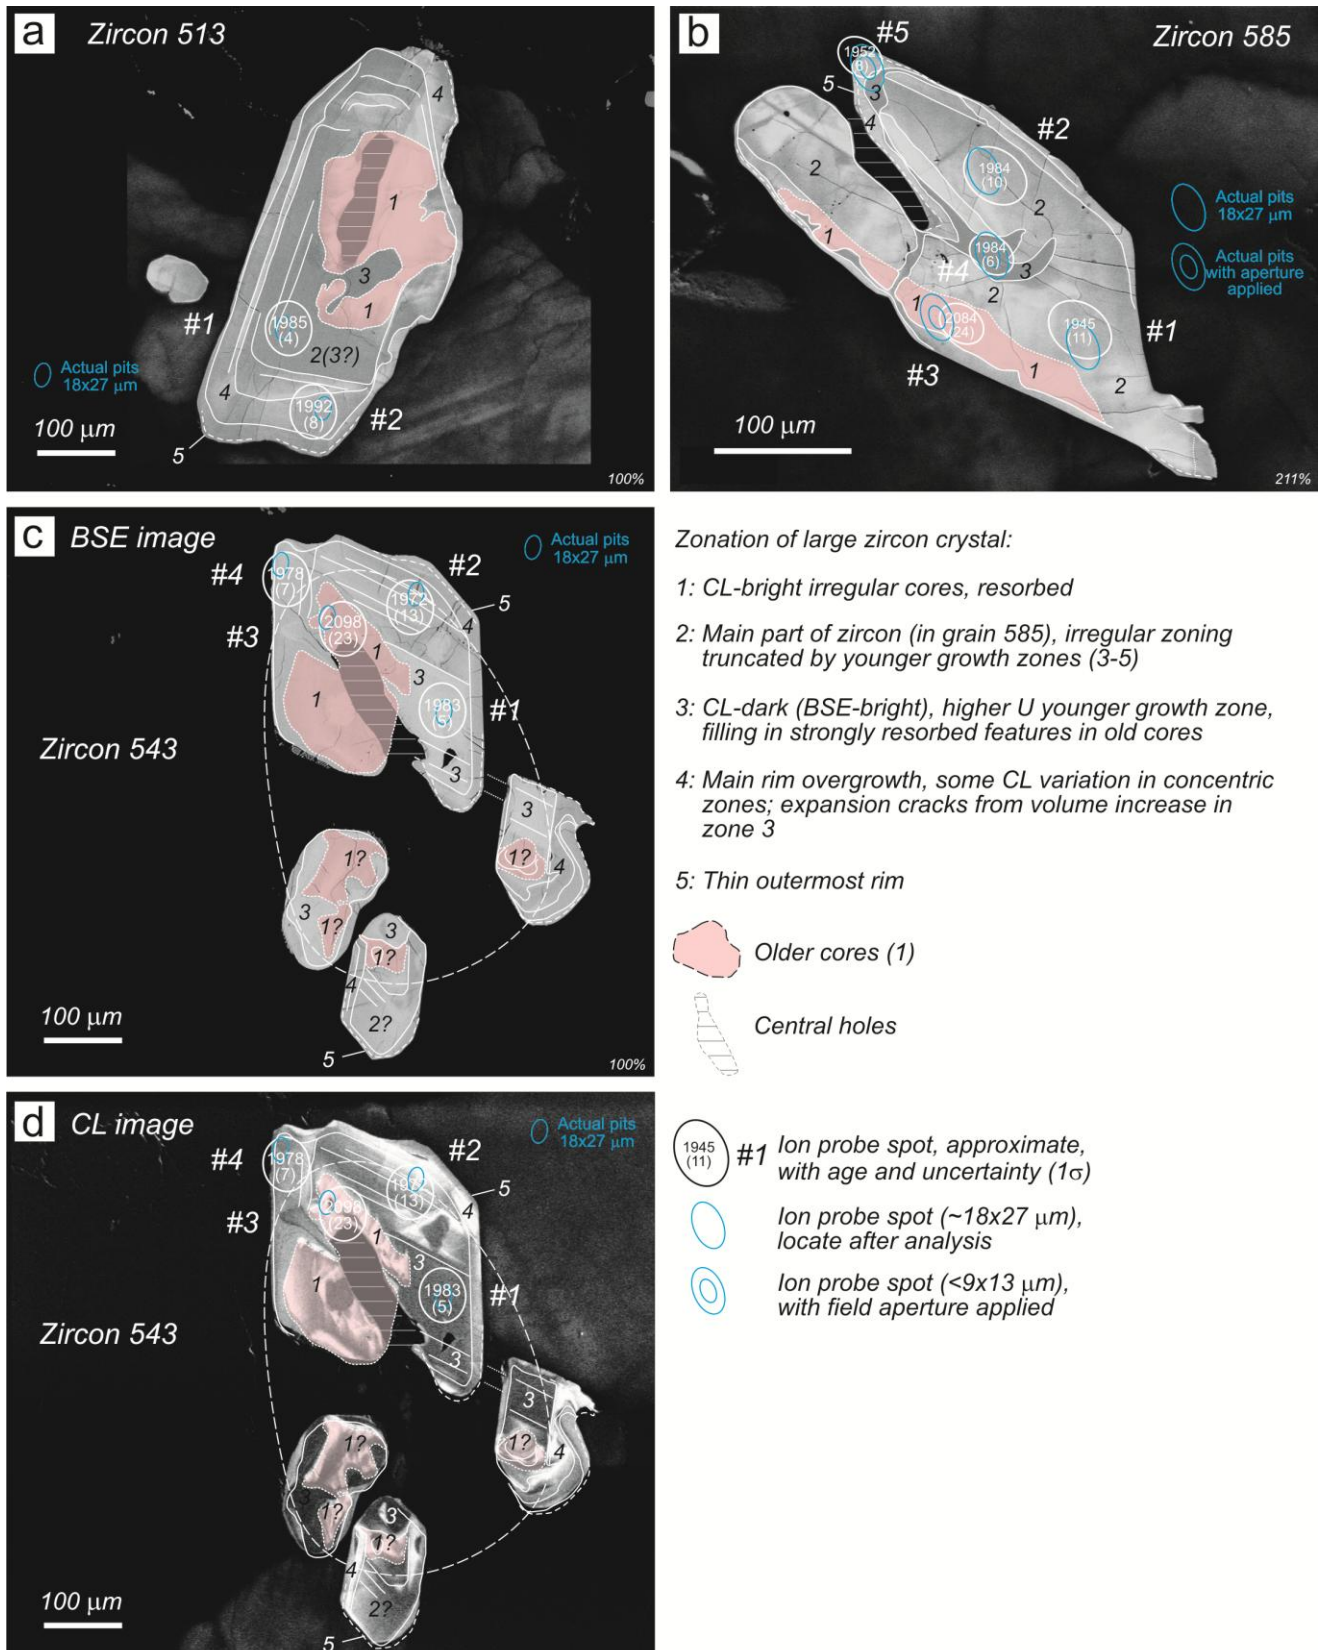 a Zircon 513
4
1
3
1
#1
1985
(4)
2(3?)
Actual pits
18x27 μm
4
1992
(8)
#2
100 μm
5
100%
b
#5
Zircon 585
1952
(8)
5
3
4
#2
2
1984
(10)
2
Actual pits
18x27 μm
1
1984
(6)
3
#4
2
Actual pits
with aperture
applied
1
2084
(24)
1945
(11)
#1
#3
1
2
100 μm
211%
c BSE image
Actual pits
18x27 μm
#4
1978
(7)
#2
1972
(13)
5
4
#3
2098
(23)
1
3
1
1983
(5)
#1
Zircon 543
3
3
1?
4
1?
3
1?
3
1?
4
2?
100 μm
5
100%
Zonation of large zircon crystal:
1: CL-bright irregular cores, resorbed
2: Main part of zircon (in grain 585), irregular zoning
truncated by younger growth zones (3-5)
3: CL-dark (BSE-bright), higher U younger growth zone,
filling in strongly resorbed features in old cores
4: Main rim overgrowth, some CL variation in concentric
zones; expansion cracks from volume increase in
zone 3
5: Thin outermost rim
Older cores (1)
Central holes
d CL image
Actual pits
18x27 μm
#4
1978
(7)
#2
(13)
5
4
#3
2098
(23)
1
3
1
1983
(5)
#1
Zircon 543
3
3
1?
4
1?
3
1?
3
1?
4
2?
100 μm
5
1945
(11)
#1 Ion probe spot, approximate,
with age and uncertainty (1σ)
Ion probe spot (~18x27 μm),
locate after analysis
Ion probe spot (<9x13 μm),
with field aperture applied